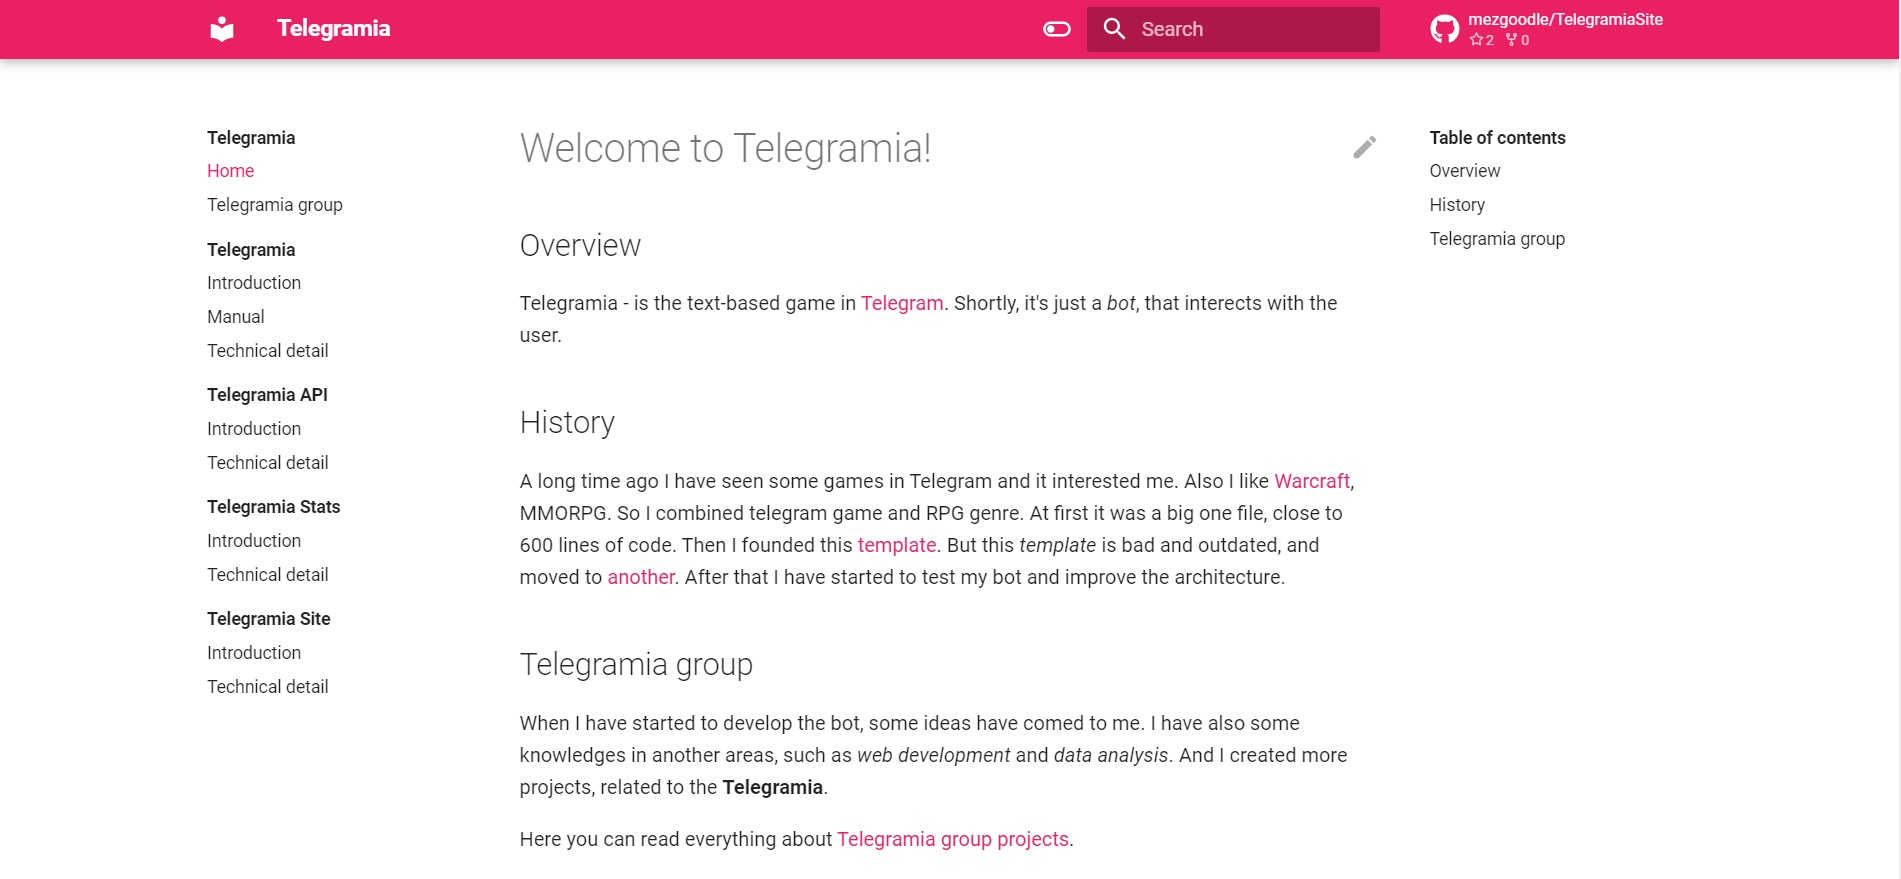 Telegramia
Search
mezgoodle/TelegramiaSite
2 0
Telegramia
Home
Telegramia group
Telegramia
Introduction
Manual
Technical detail
Telegramia API
Introduction
Technical detail
Telegramia Stats
Introduction
Technical detail
Telegramia Site
Introduction
Technical detail
Welcome to Telegramia!
Overview
Telegramia - is the text-based game in Telegram. Shortly, it's just a bot, that interects with the
user.
History
A long time ago I have seen some games in Telegram and it interested me. Also I like Warcraft,
MMORPG. So I combined telegram game and RPG genre. At first it was a big one file, close to
600 lines of code. Then I founded this template. But this template is bad and outdated, and
moved to another. After that I have started to test my bot and improve the architecture.
Telegramia group
When I have started to develop the bot, some ideas have comed to me. I have also some
knowledges in another areas, such as web development and data analysis. And I created more
projects, related to the Telegramia.
Here you can read everything about Telegramia group projects.
Table of contents
Overview
History
Telegramia group